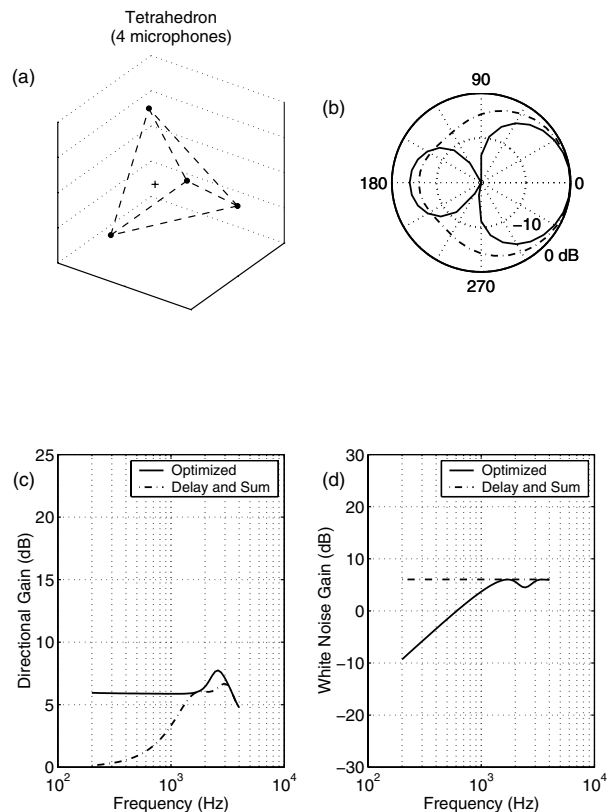 Tetrahedron
(4 microphones)
(a)
(b)
90
180
0
−10
0 dB
270
(c)
25
20
15
10
5
0
Directional Gain (dB)
Optimized
Delay and Sum
10^2
10^3
10^4
Frequency (Hz)
(d)
30
20
10
0
−10
−20
−30
White Noise Gain (dB)
Optimized
Delay and Sum
10^2
10^3
10^4
Frequency (Hz)